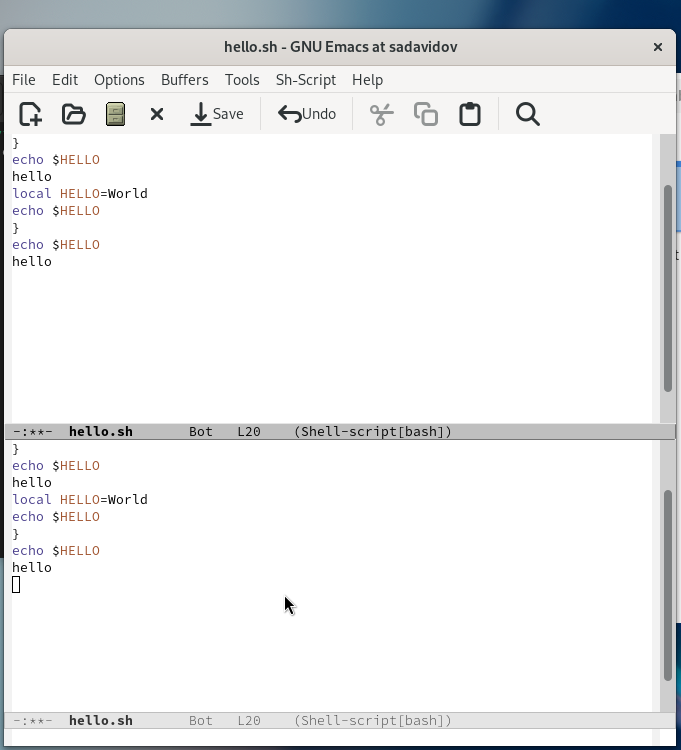 hello.sh - GNU Emacs at sadavidov
File Edit Options Buffers Tools Sh-Script Help
Save Undo
}
echo $HELLO
hello
local HELLO=World
echo $HELLO
}
echo $HELLO
hello
-:**-  hello.sh       Bot   L20    (Shell-script[bash])
}
echo $HELLO
hello
local HELLO=World
echo $HELLO
}
echo $HELLO
hello
-:**-  hello.sh       Bot   L20    (Shell-script[bash])